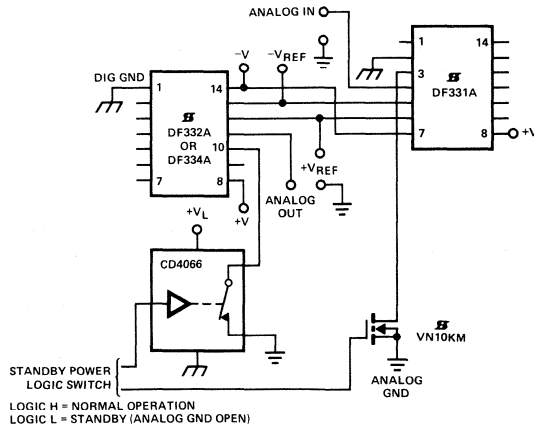 ANALOG IN
–V
–VREF
DIG GND
1
14
DF332A
OR
DF334A
10
7
8
+V
ANALOG
OUT
+VREF
1
14
3
DF331A
7
8
+V
+VL
CD4066
VN10KM
ANALOG
GND
STANDBY POWER
LOGIC SWITCH
LOGIC H = NORMAL OPERATION
LOGIC L = STANDBY (ANALOG GND OPEN)